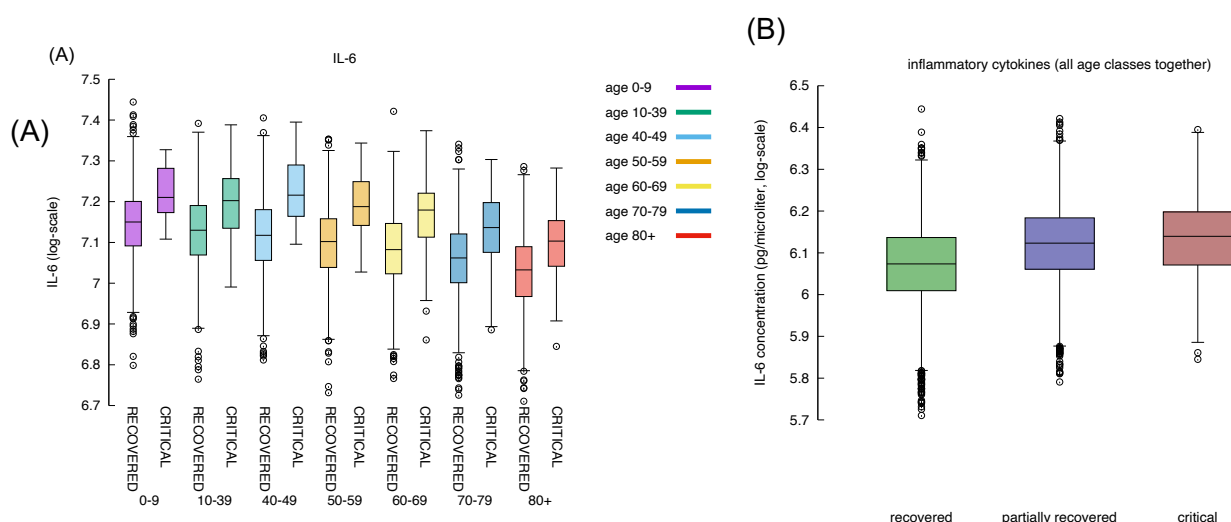 (A)
IL-6
(A)
IL-6 (log-scale)
7.5
7.4
7.3
7.2
7.1
7
6.9
6.8
6.7
RECOVERED
CRITICAL
RECOVERED
CRITICAL
RECOVERED
CRITICAL
RECOVERED
CRITICAL
RECOVERED
CRITICAL
RECOVERED
CRITICAL
RECOVERED
CRITICAL
0-9
10-39
40-49
50-59
60-69
70-79
80+
age 0-9
age 10-39
age 40-49
age 50-59
age 60-69
age 70-79
age 80+
(B)
inflammatory cytokines (all age classes together)
IL-6 concentration (pg/microliter, log-scale)
6.5
6.4
6.3
6.2
6.1
6
5.9
5.8
5.7
recovered
partially recovered
critical